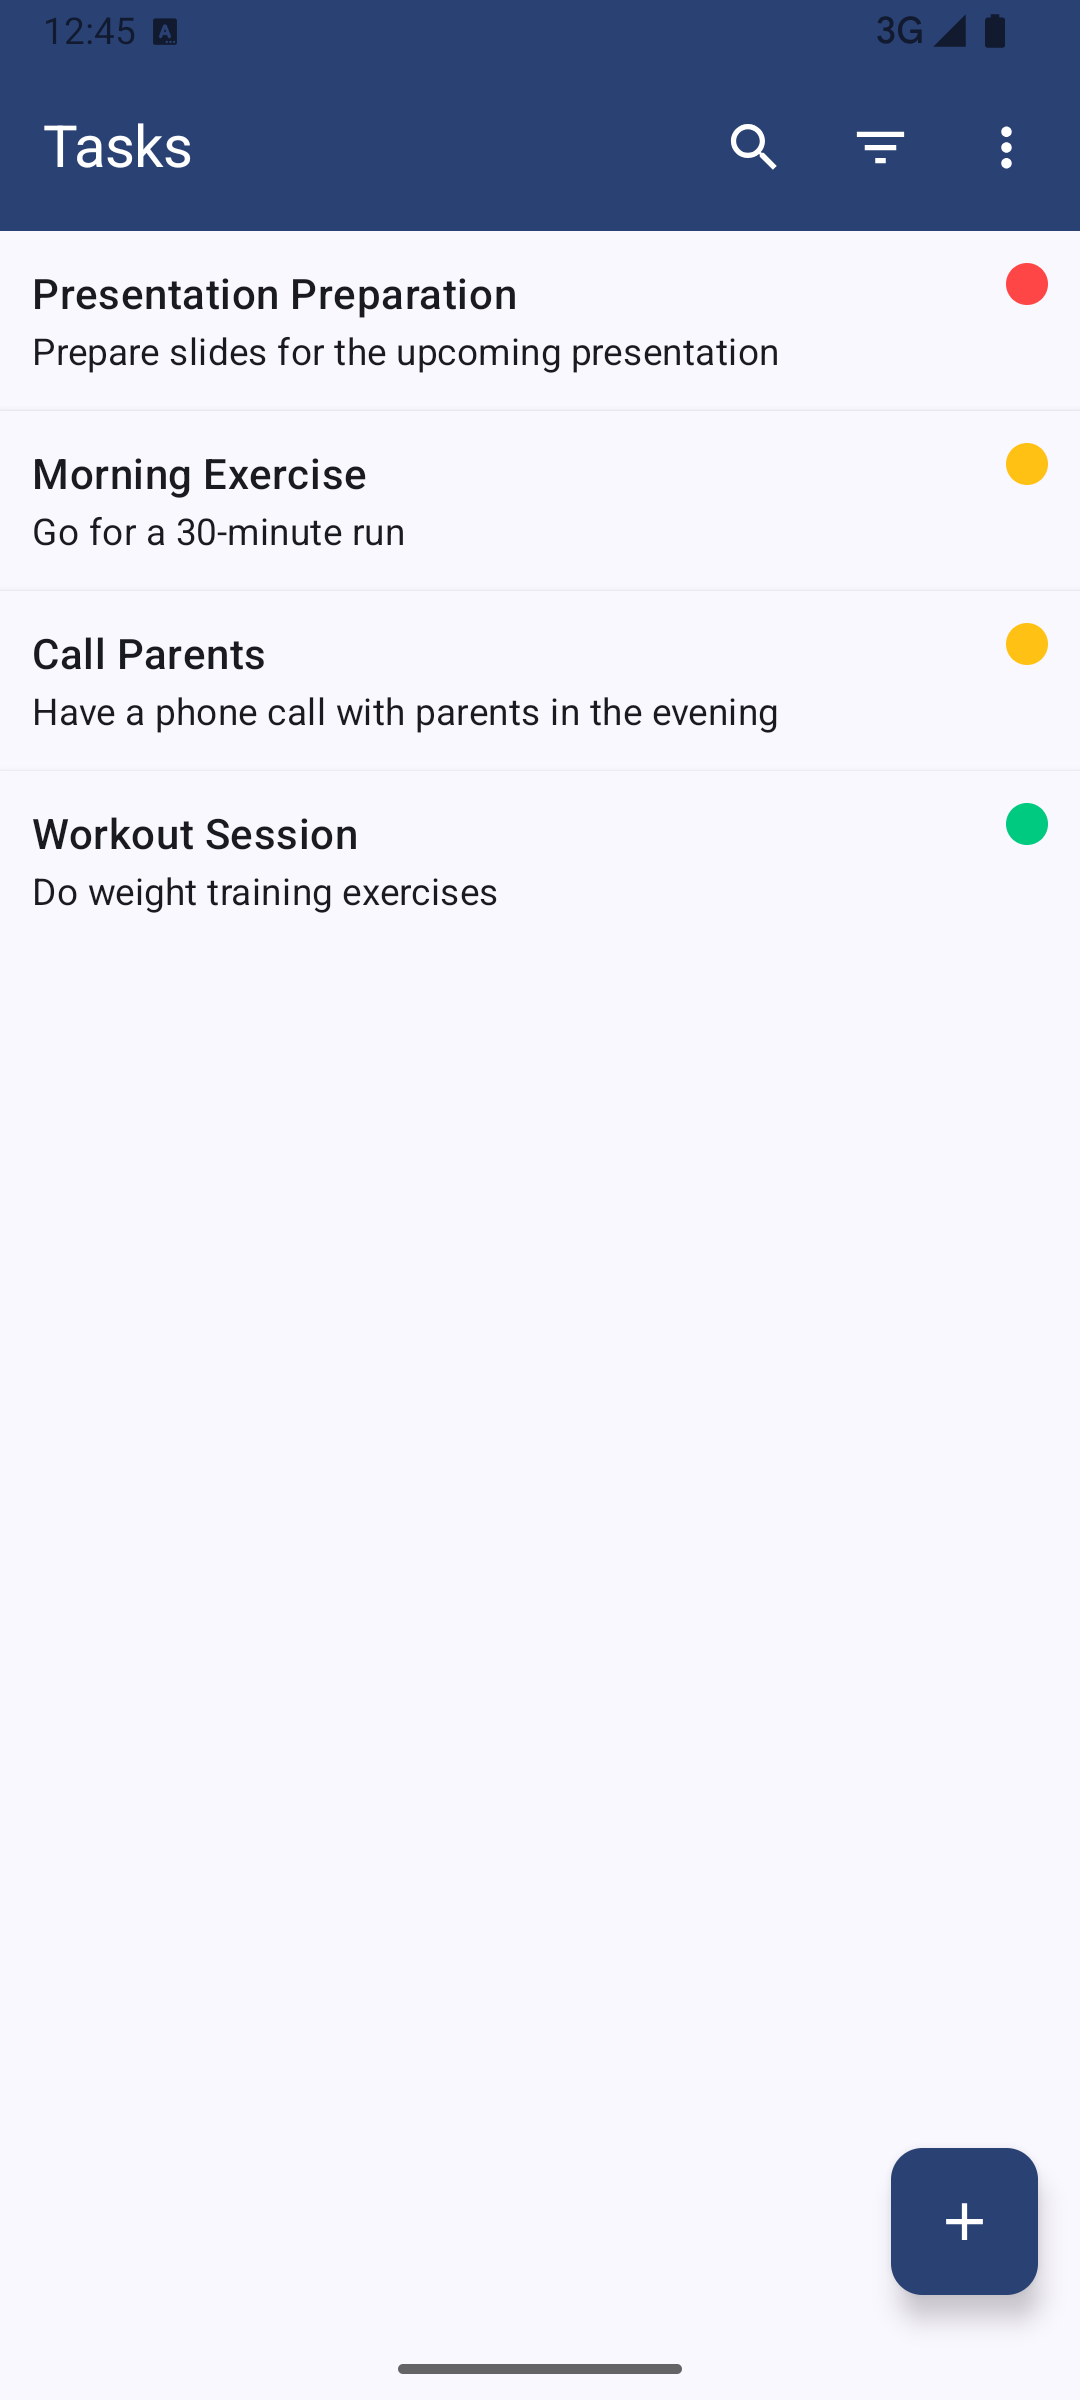 12:45
3G
Tasks
Presentation Preparation
Prepare slides for the upcoming presentation
Morning Exercise
Go for a 30-minute run
Call Parents
Have a phone call with parents in the evening
Workout Session
Do weight training exercises